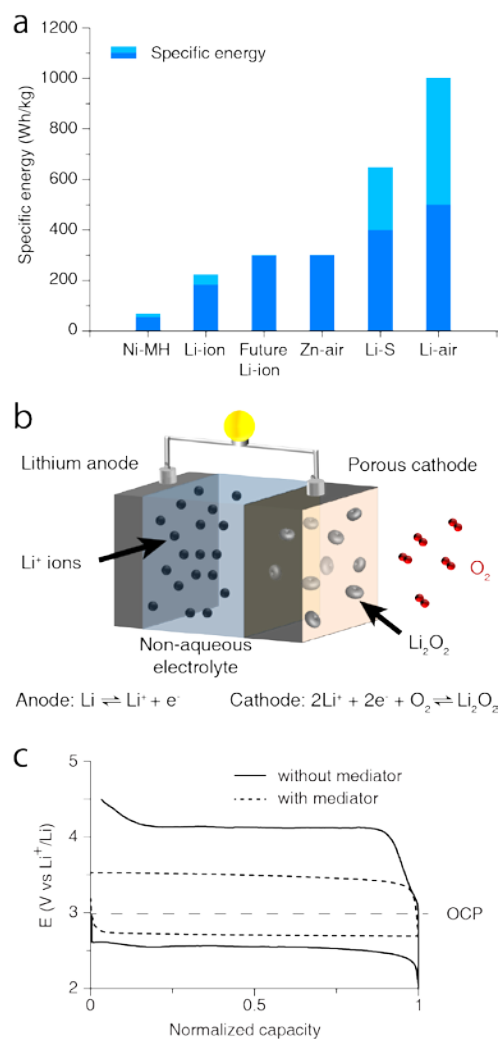 a
Specific energy
Specific energy (Wh/kg)
1200
1000
800
600
400
200
0
Ni-MH Li-ion Future Zn-air Li-S Li-air
Li-ion
b
Lithium anode Porous cathode
Li⁺ ions
O₂
Li₂O₂
Non-aqueous
electrolyte
Anode: Li ⇌ Li⁺ + e⁻ Cathode: 2Li⁺ + 2e⁻ + O₂ ⇌ Li₂O₂
c
without mediator
with mediator
E (V vs Li⁺/Li)
5
4
3
2
OCP
0 0.5 1
Normalized capacity